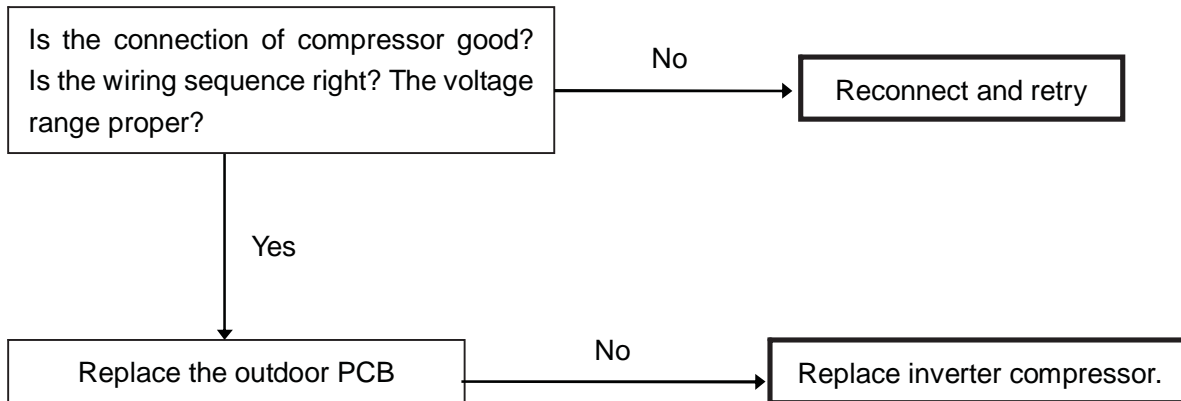 Is the connection of compressor good?
Is the wiring sequence right? The voltage
range proper?
No
Reconnect and retry
Yes
Replace the outdoor PCB
No
Replace inverter compressor.